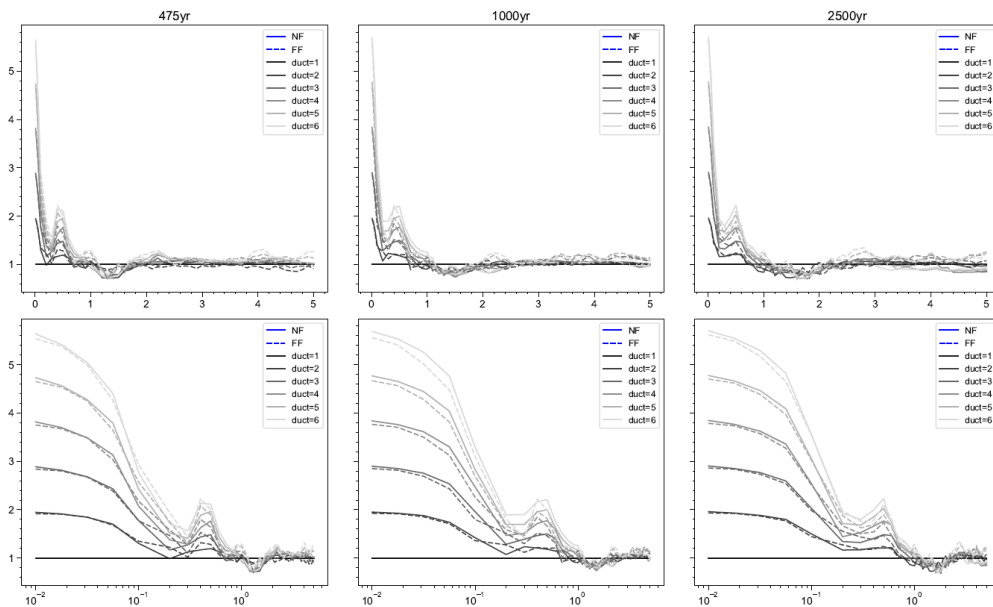 475yr
1000yr
2500yr
NF
FF
duct=1
duct=2
duct=3
duct=4
duct=5
duct=6
5
4
3
2
1
0 1 2 3 4 5
NF
FF
duct=1
duct=2
duct=3
duct=4
duct=5
duct=6
0 1 2 3 4 5
NF
FF
duct=1
duct=2
duct=3
duct=4
duct=5
duct=6
0 1 2 3 4 5
NF
FF
duct=1
duct=2
duct=3
duct=4
duct=5
duct=6
5
4
3
2
1
10⁻² 10⁻¹ 10⁰
NF
FF
duct=1
duct=2
duct=3
duct=4
duct=5
duct=6
10⁻² 10⁻¹ 10⁰
NF
FF
duct=1
duct=2
duct=3
duct=4
duct=5
duct=6
10⁻² 10⁻¹ 10⁰